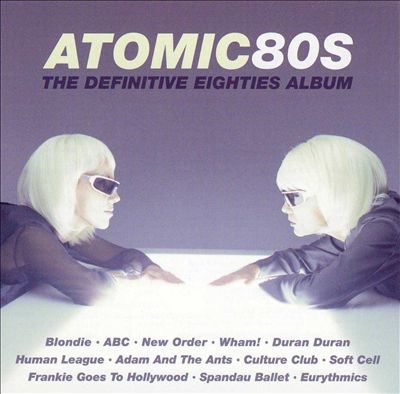 ATOMIC80S
THE DEFINITIVE EIGHTIES ALBUM
Blondie · ABC · New Order · Wham! · Duran Duran
Human League · Adam And The Ants · Culture Club · Soft Cell
Frankie Goes To Hollywood · Spandau Ballet · Eurythmics